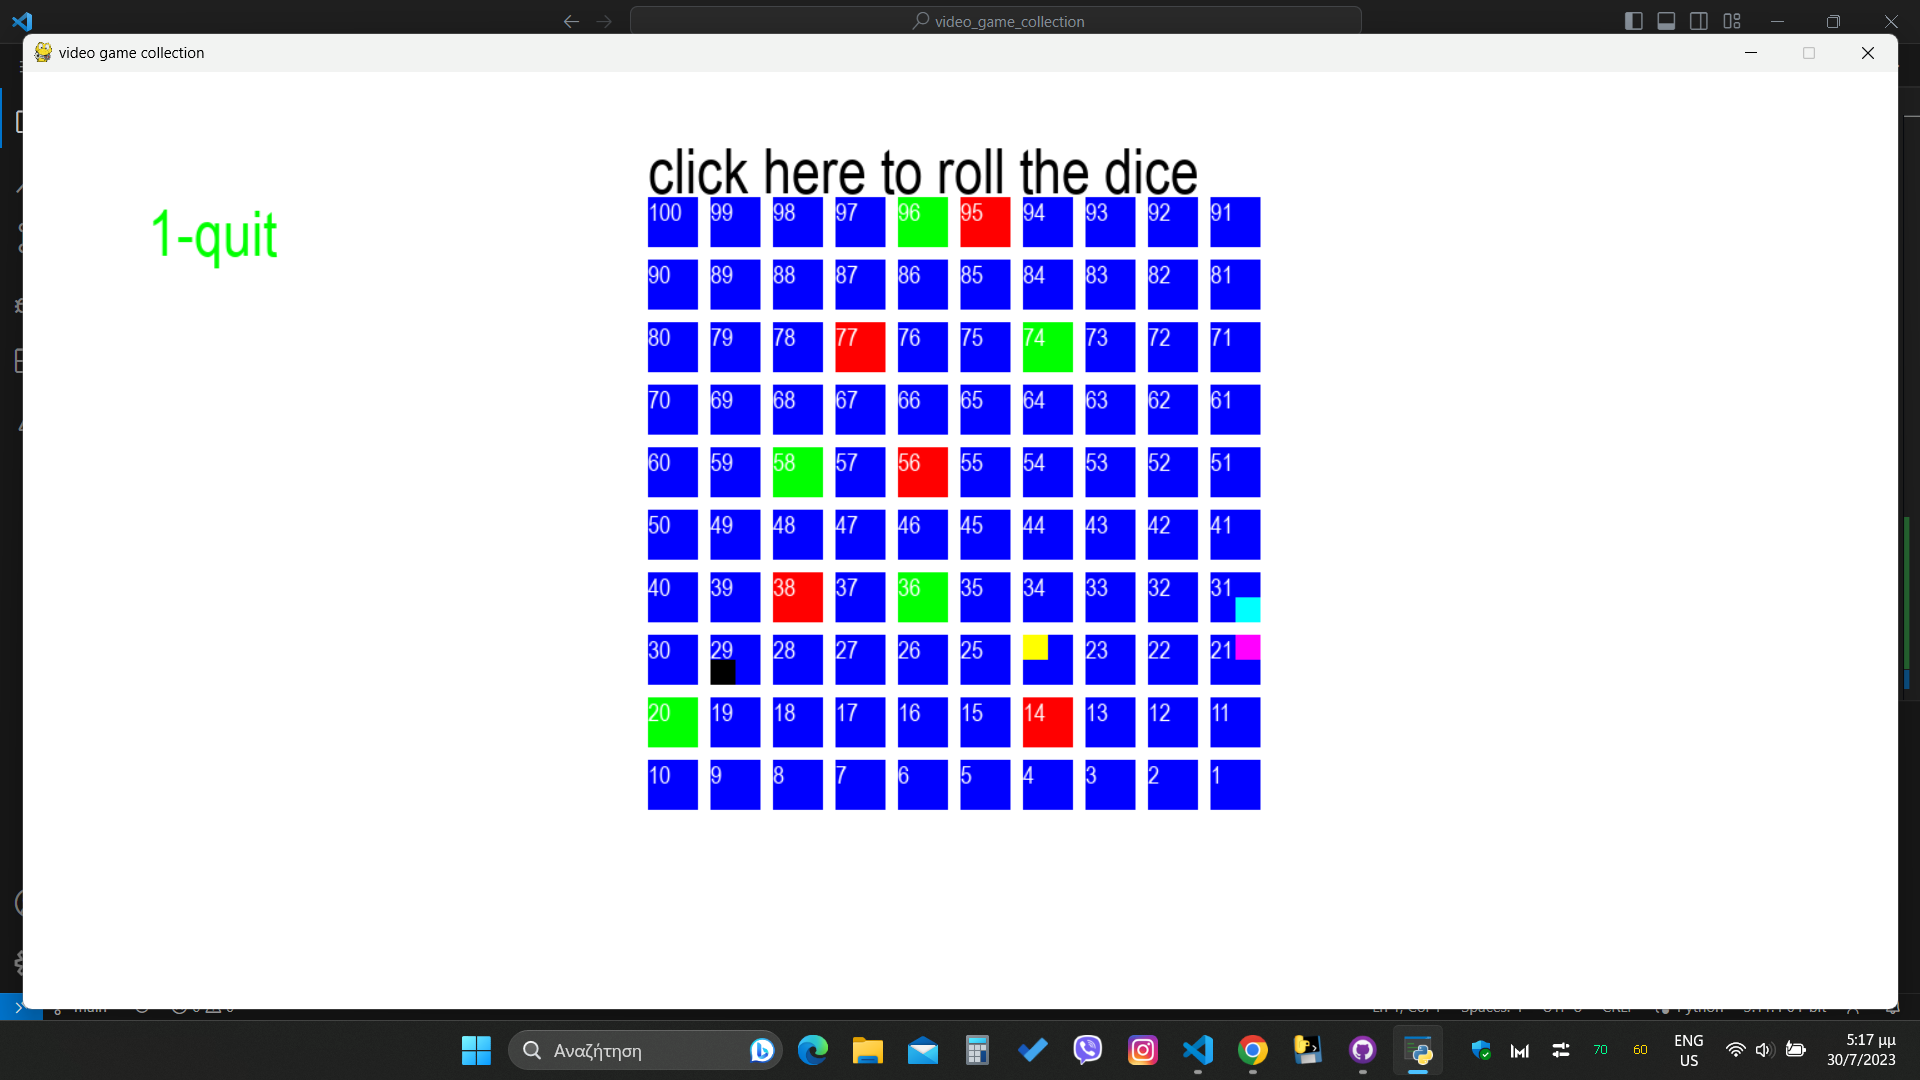 video_game_collection
video game collection
click here to roll the dice
1-quit
100 99 98 97 96 95 94 93 92 91
90 89 88 87 86 85 84 83 82 81
80 79 78 77 76 75 74 73 72 71
70 69 68 67 66 65 64 63 62 61
60 59 58 57 56 55 54 53 52 51
50 49 48 47 46 45 44 43 42 41
40 39 38 37 36 35 34 33 32 31
30 29 28 27 26 25 23 22 21
20 19 18 17 16 15 14 13 12 11
10 9 8 7 6 5 4 3 2 1
Αναζήτηση
70 60
ENG
US
5:17 μμ
30/7/2023